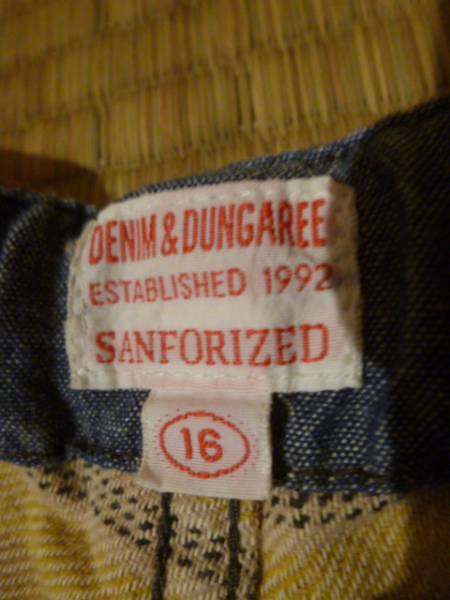 DENIM & DUNGAREE
ESTABLISHED 1992
SANFORIZED
16